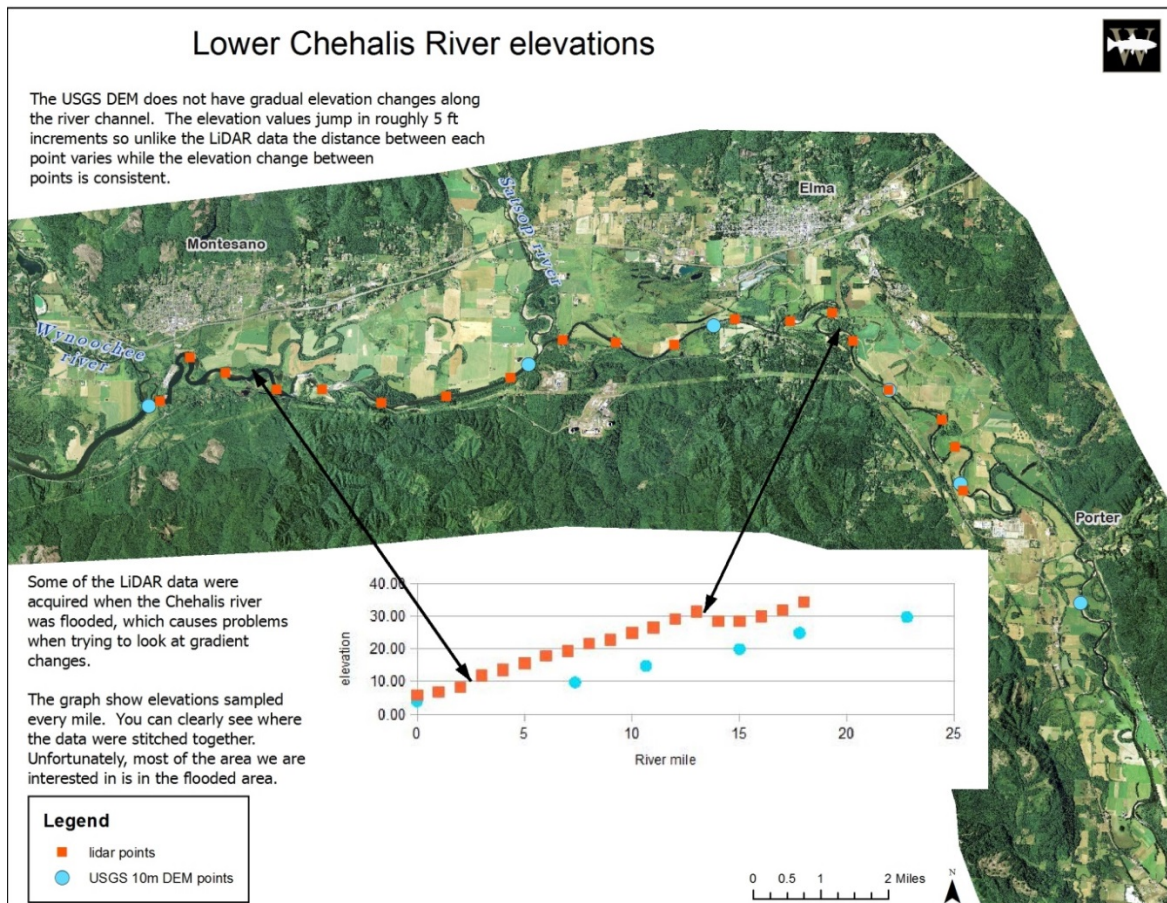 Lower Chehalis River elevations
W
The USGS DEM does not have gradual elevation changes along
the river channel.  The elevation values jump in roughly 5 ft
increments so unlike the LiDAR data the distance between each
point varies while the elevation change between
points is consistent.
Satsop river
Elma
Montesano
Wynoochee
river
Porter
Some of the LiDAR data were
acquired when the Chehalis river
was flooded, which causes problems
when trying to look at gradient
changes.
The graph show elevations sampled
every mile.  You can clearly see where
the data were stitched together.
Unfortunately, most of the area we are
interested in is in the flooded area.
40.00
30.00
20.00
10.00
0.00
elevation
0 5 10 15 20 25
River mile
Legend
lidar points
USGS 10m DEM points
0 0.5 1 2 Miles
N